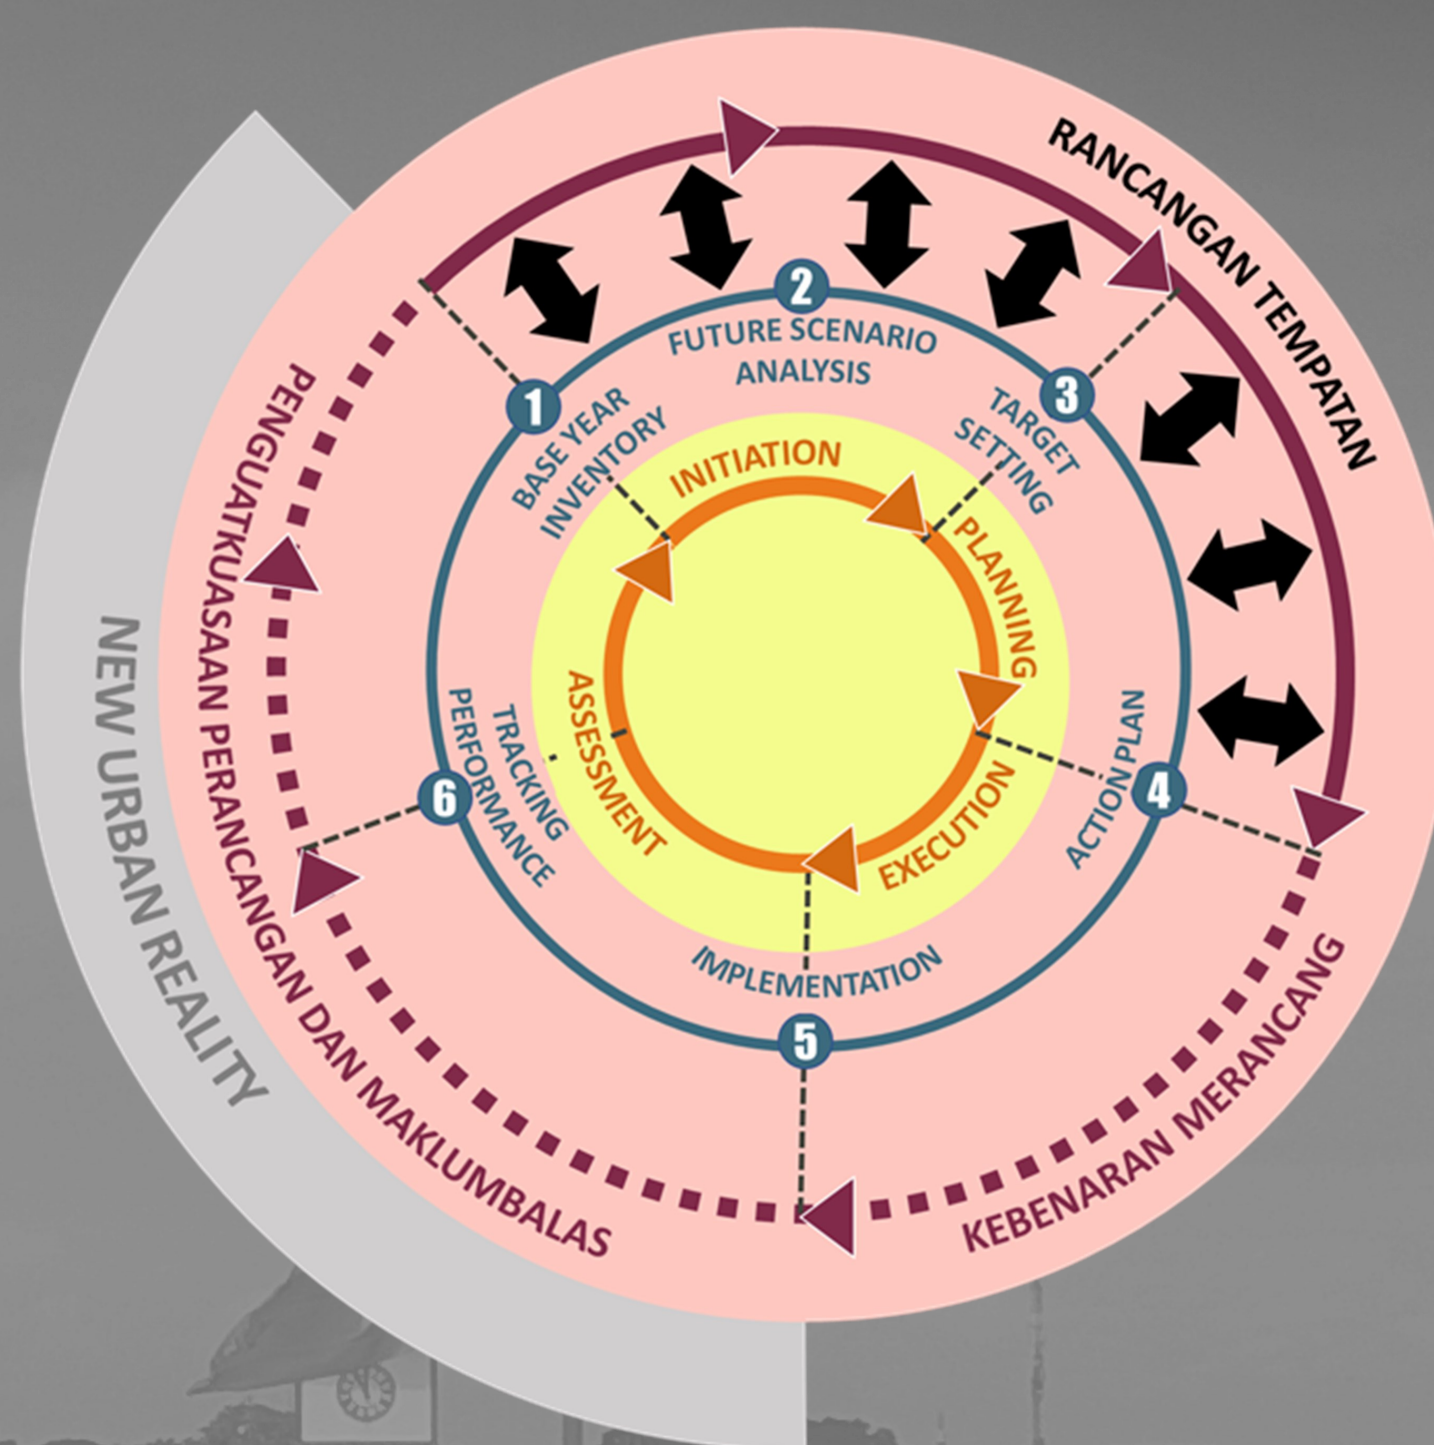 RANCANGAN TEMPATAN
KEBENARAN MERANCANG
PENGUATKUASAAN PERANCANGAN DAN MAKLUMBALAS
NEW URBAN REALITY
1
BASE YEAR
INVENTORY
2
FUTURE SCENARIO
ANALYSIS
3
TARGET
SETTING
4
ACTION PLAN
5
IMPLEMENTATION
6
TRACKING
PERFORMANCE
INITIATION
PLANNING
EXECUTION
ASSESSMENT